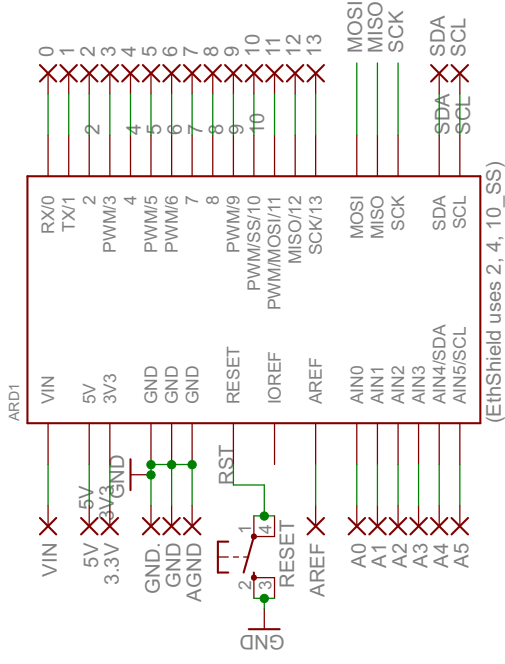 0
1
2
3
4
5
6
7
8
9
10
11
12
13
MOSI
MISO
SCK
SDA
SCL
2
4
5
6
7
8
9
10
SDA
SCL
RX/0
TX/1
2
PWM/3
4
PWM/5
PWM/6
7
8
PWM/9
PWM/SS/10
PWM/MOSI/11
MISO/12
SCK/13
MOSI
MISO
SCK
SDA
SCL
(EthShield uses 2, 4, 10_SS)
ARD1
VIN
5V
3V3
GND
GND
GND
RESET
IOREF
AREF
AIN0
AIN1
AIN2
AIN3
AIN4/SDA
AIN5/SCL
5V
3V3
GND
RST
VIN
5V
3.3V
GND.
GND
AGND
1
4
2
3
RESET
AREF
A0
A1
A2
A3
A4
A5
GND